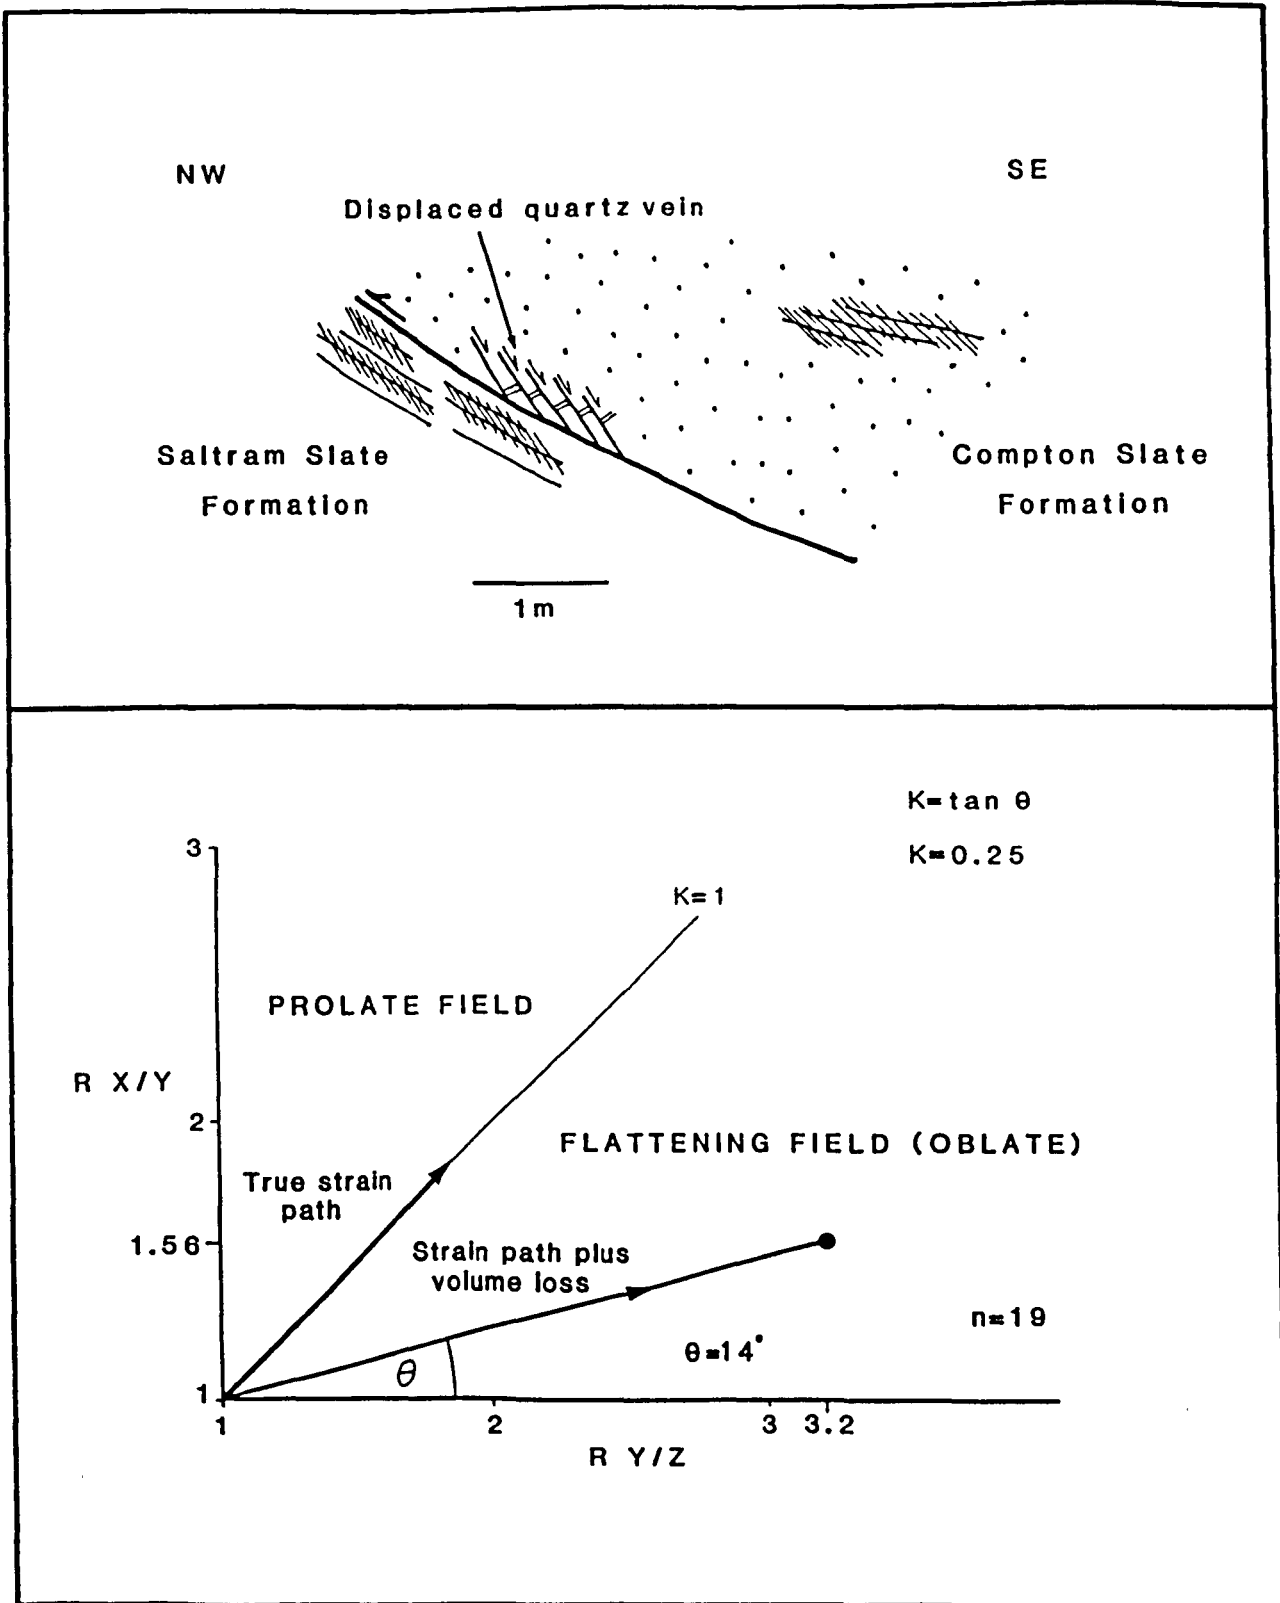 NW
SE
Displaced quartz vein
Saltram Slate
Formation
Compton Slate
Formation
1m
K=tan θ
K=0.25
3
K=1
PROLATE FIELD
R X/Y
2
FLATTENING FIELD (OBLATE)
True strain
path
1.56
Strain path plus
volume loss
n=19
θ=14°
θ
1
1
2
3
3.2
R Y/Z